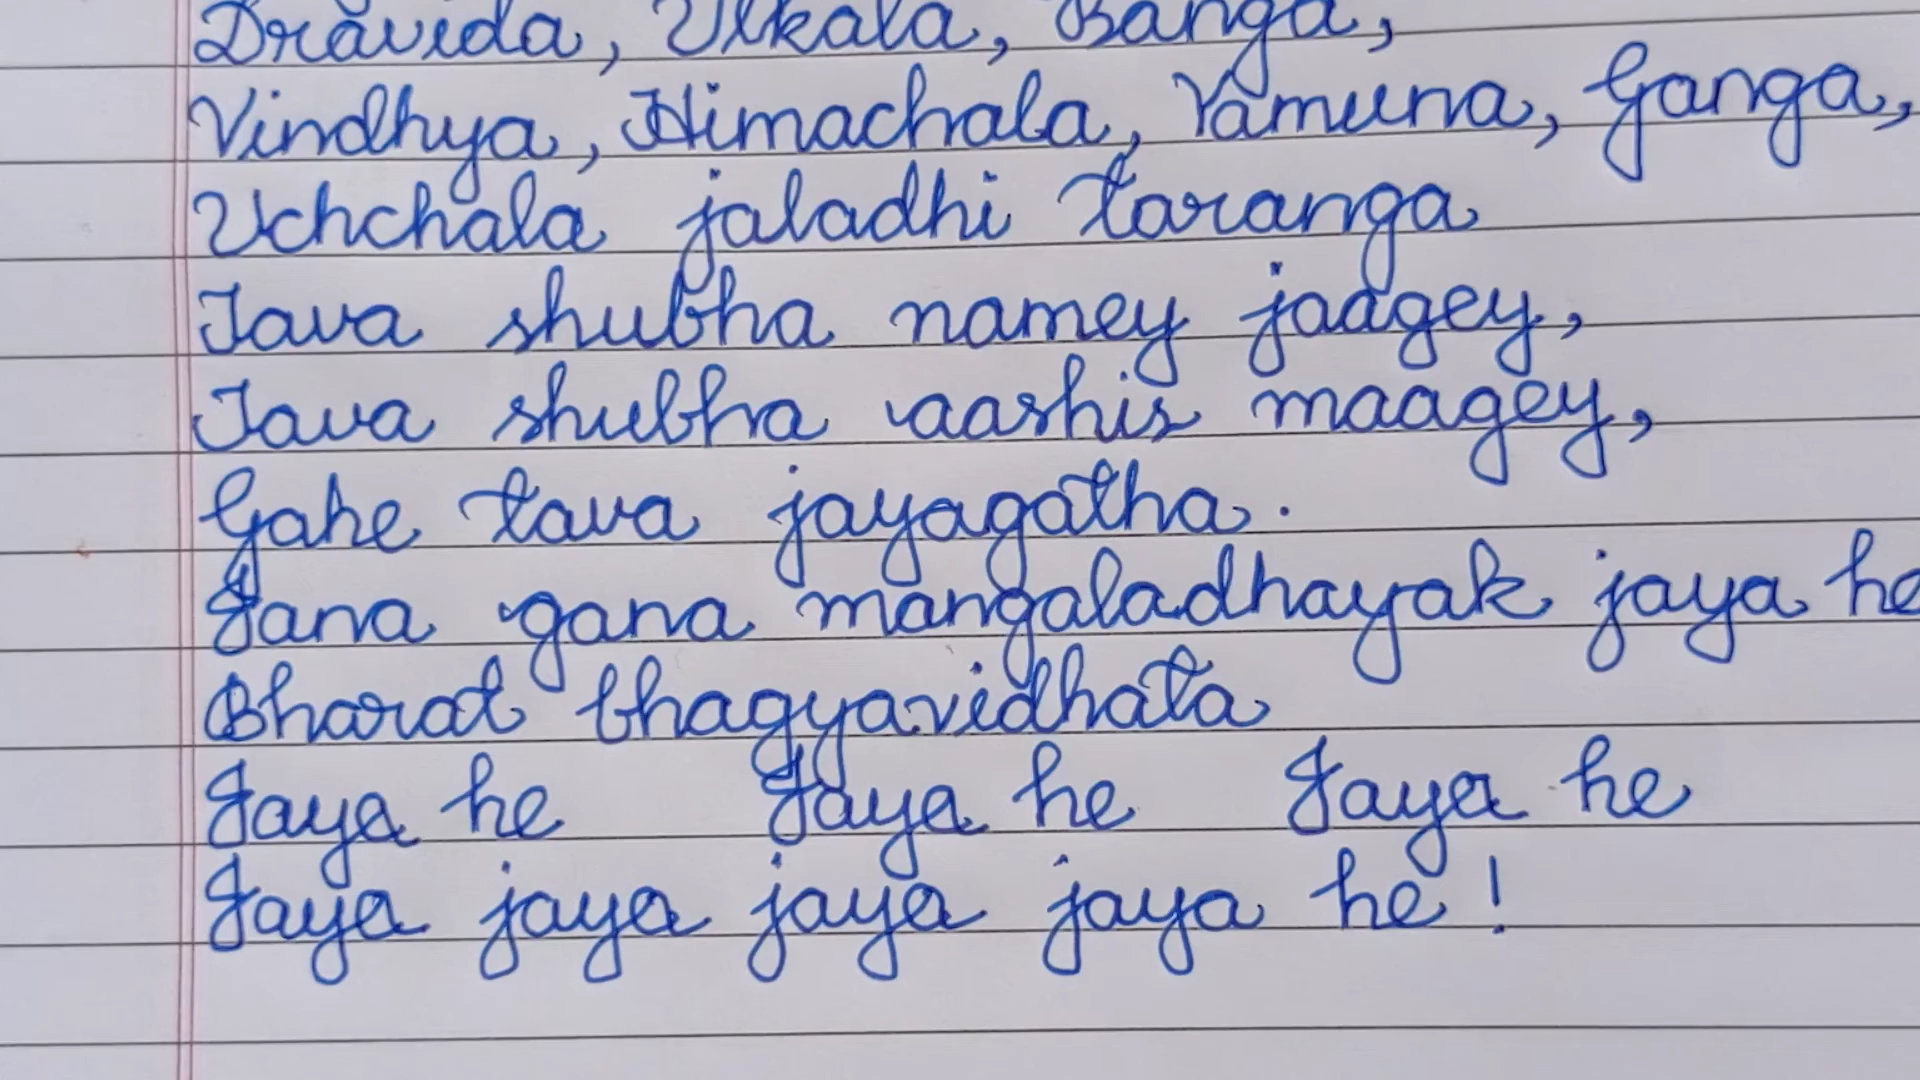 Dravida, Utkala, Banga,
Vindhya, Himachala, Yamuna, Ganga,
Uchchala jaladhi taranga
Tava shubha namey jaagey,
Tava shubha aashis maagey,
Gahe tava jayagatha.
Jana gana mangaladhayak jaya he
Bharat bhagyavidhata
Jaya he Jaya he Jaya he
Jaya jaya jaya jaya he!